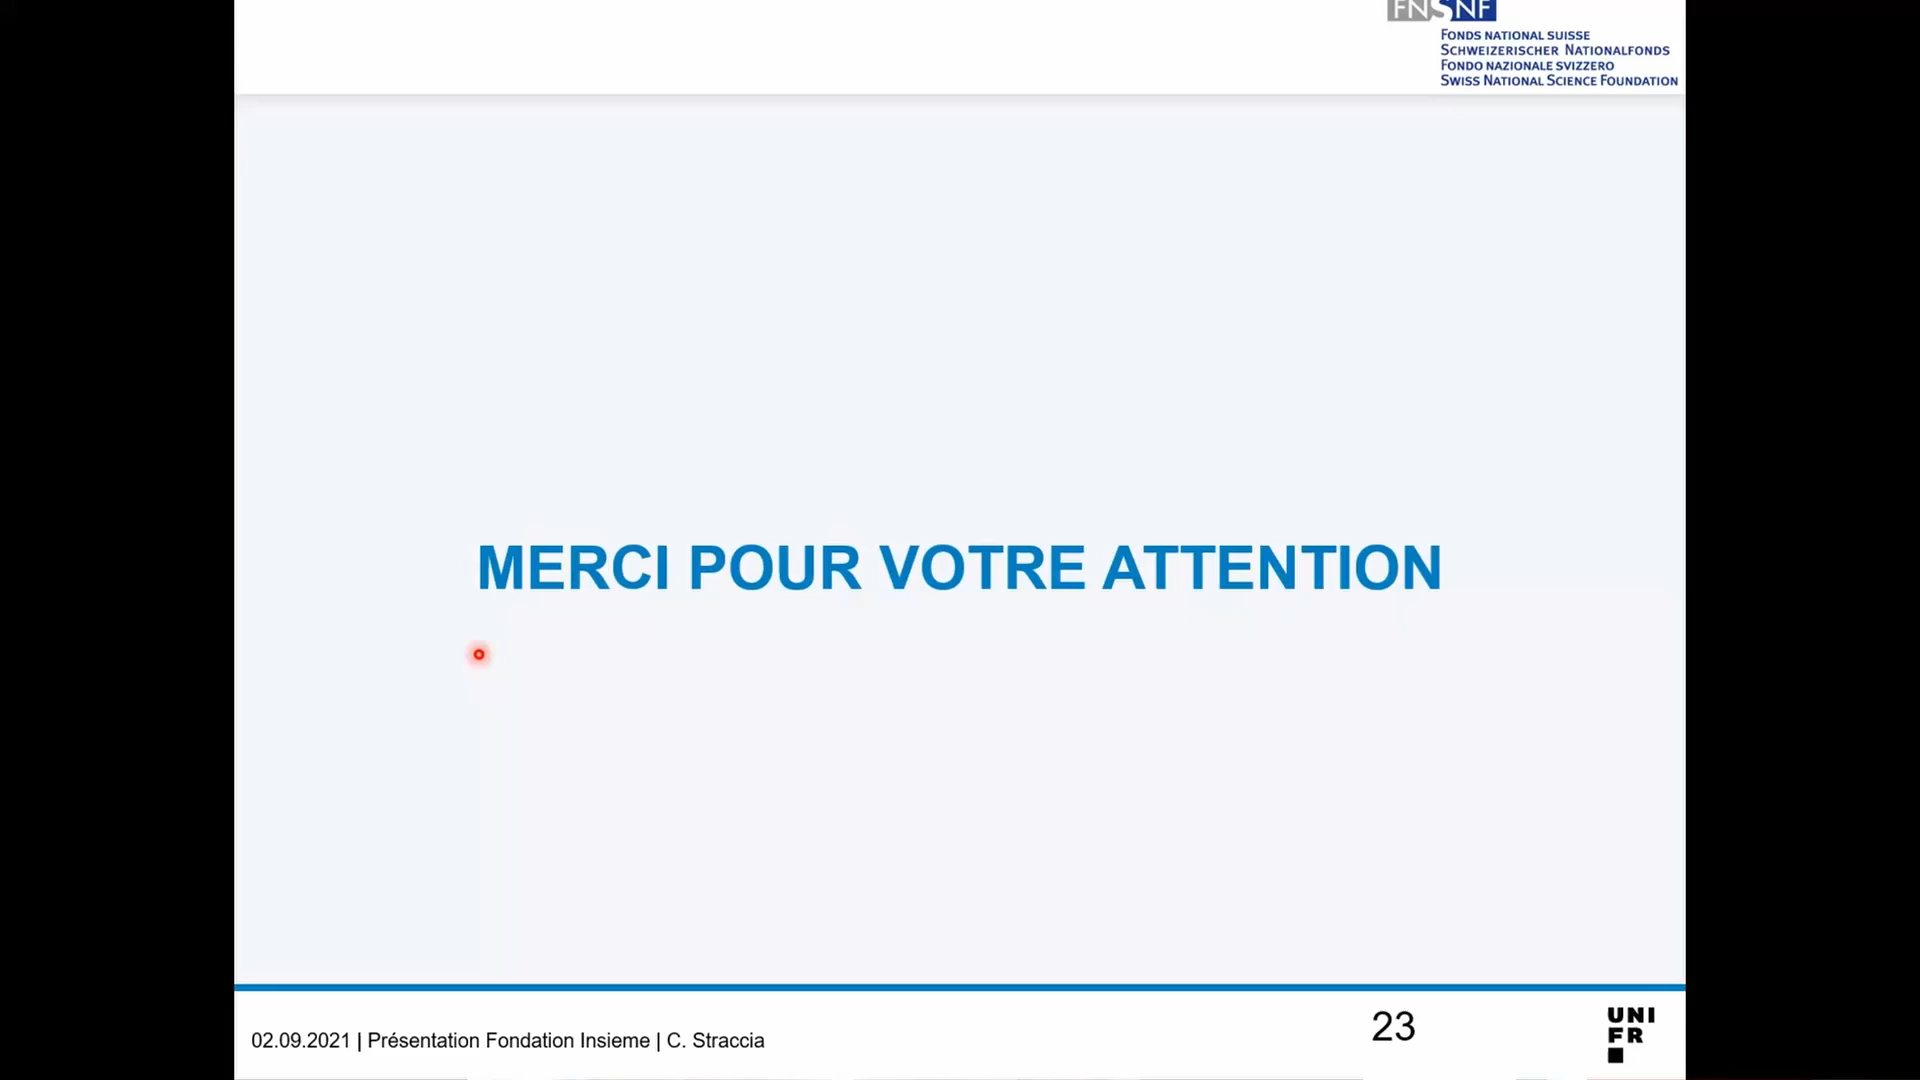 FNSNF
FONDS NATIONAL SUISSE
SCHWEIZERISCHER NATIONALFONDS
FONDO NAZIONALE SVIZZERO
SWISS NATIONAL SCIENCE FOUNDATION
MERCI POUR VOTRE ATTENTION
02.09.2021 | Présentation Fondation Insieme | C. Straccia
23
UNI
FR